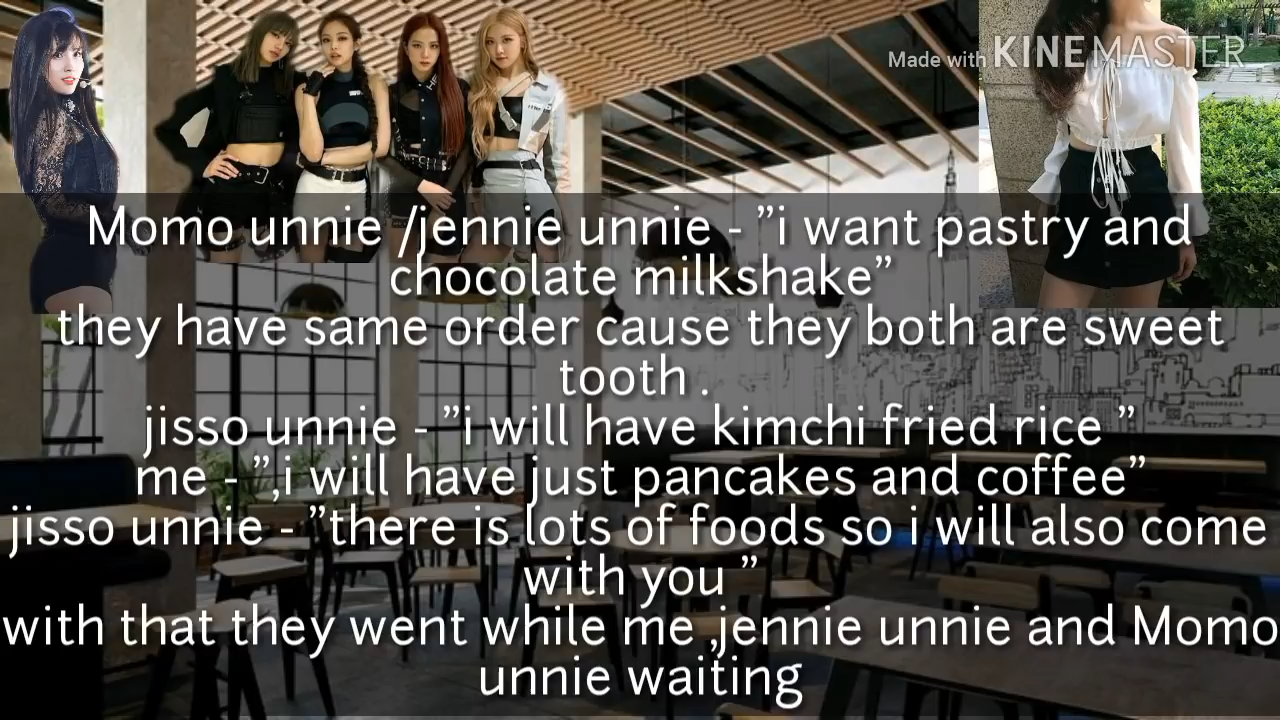 Made with KINEMASTER
Momo unnie /jennie unnie - "i want pastry and
chocolate milkshake"
they have same order cause they both are sweet
tooth .
jisso unnie - "i will have kimchi fried rice "
me - ",i will have just pancakes and coffee"
jisso unnie - "there is lots of foods so i will also come
with you "
with that they went while me ,jennie unnie and Momo
unnie waiting